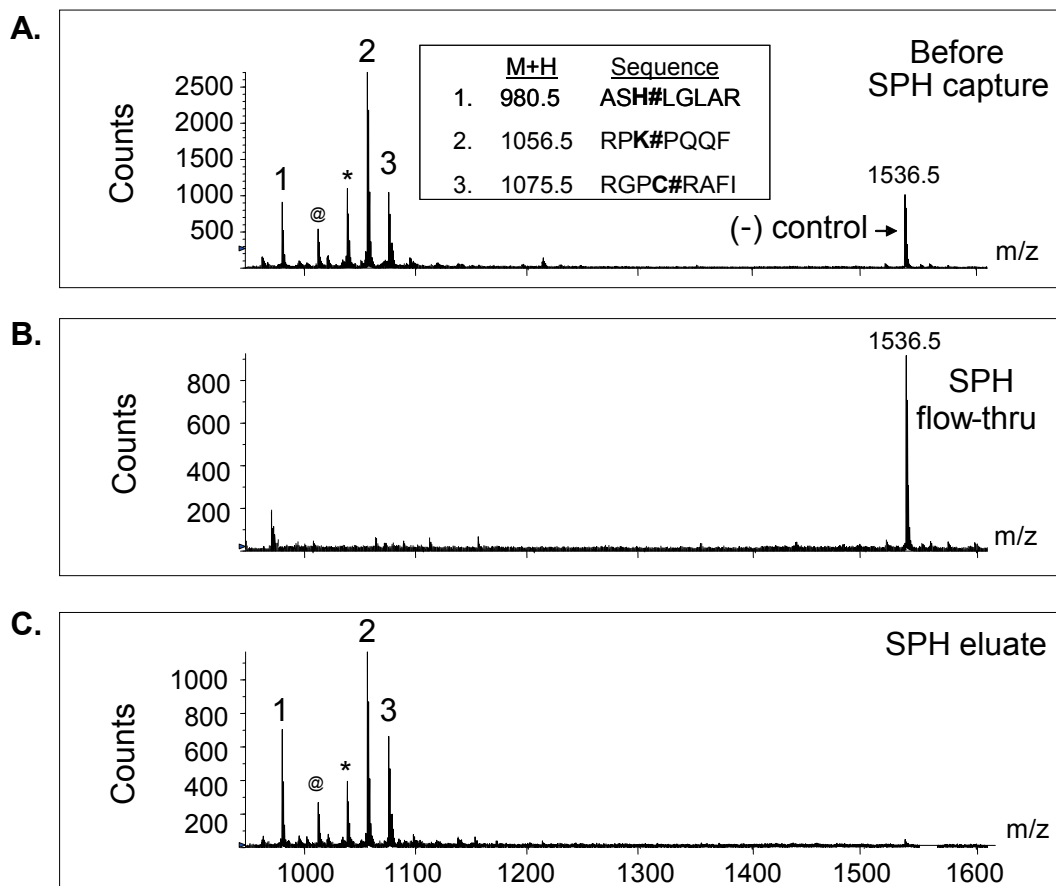 A.
Before
SPH capture
Counts
2500
2000
1500
1000
500
1
@
*
2
3
M+H Sequence
1. 980.5 ASH#LGLAR
2. 1056.5 RPK#PQQF
3. 1075.5 RGPC#RAFI
1536.5
(-) control
m/z
B.
SPH
flow-thru
Counts
800
600
400
200
1536.5
m/z
C.
SPH eluate
Counts
1000
800
600
400
200
1
@
*
2
3
m/z
1000 1100 1200 1300 1400 1500 1600